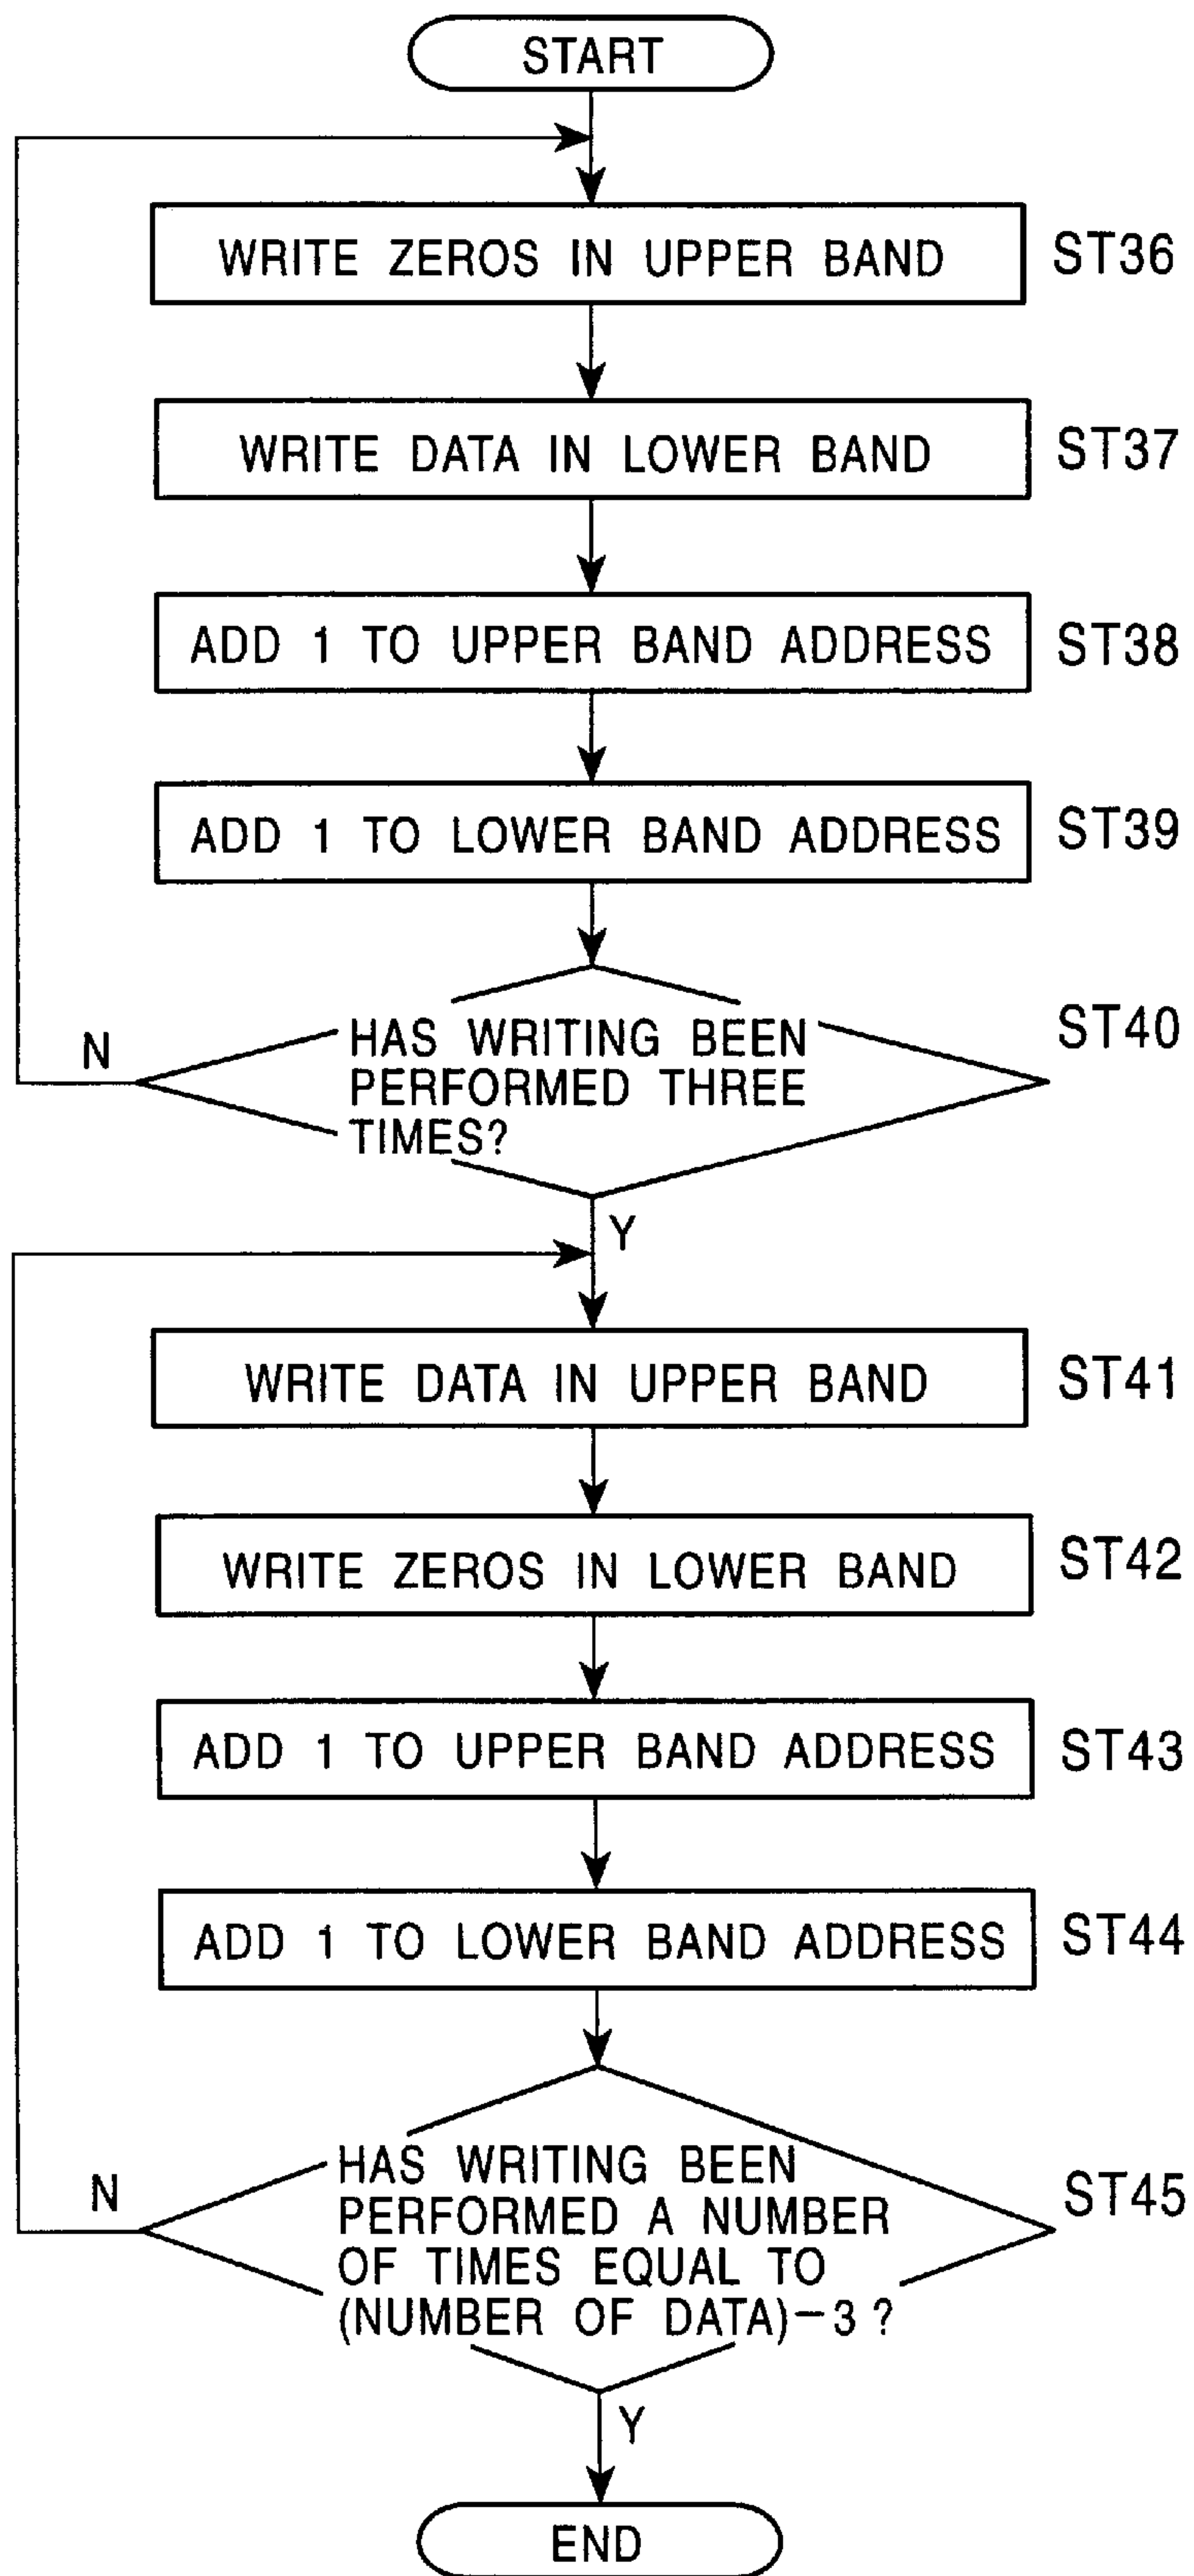 START
WRITE ZEROS IN UPPER BAND ST36
WRITE DATA IN LOWER BAND ST37
ADD 1 TO UPPER BAND ADDRESS ST38
ADD 1 TO LOWER BAND ADDRESS ST39
ST40
N
HAS WRITING BEEN
PERFORMED THREE
TIMES?
Y
WRITE DATA IN UPPER BAND ST41
WRITE ZEROS IN LOWER BAND ST42
ADD 1 TO UPPER BAND ADDRESS ST43
ADD 1 TO LOWER BAND ADDRESS ST44
ST45
N
HAS WRITING BEEN
PERFORMED A NUMBER
OF TIMES EQUAL TO
(NUMBER OF DATA)−3 ?
Y
END